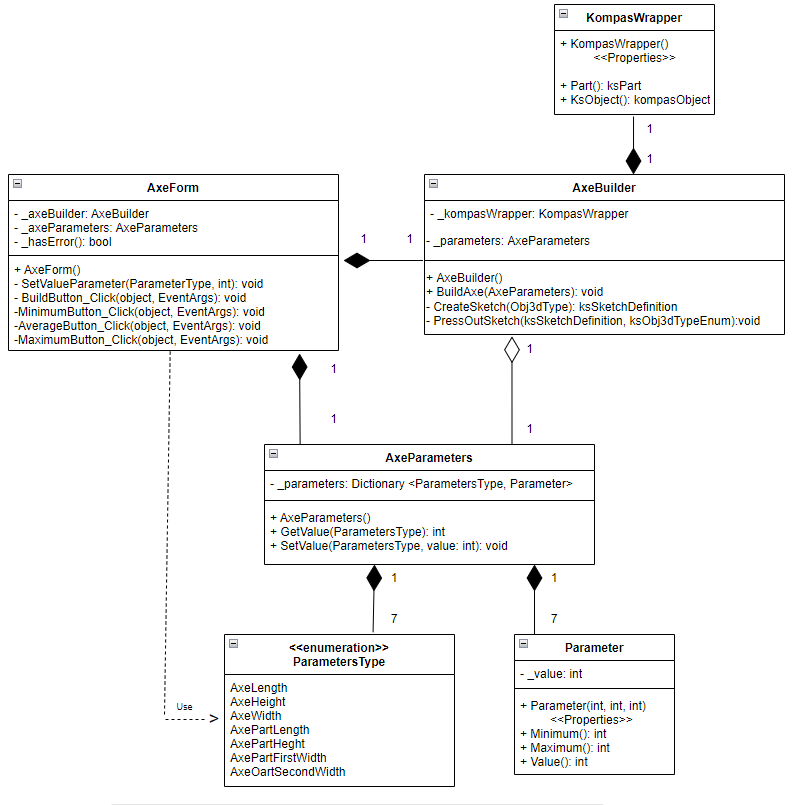 KompasWrapper
+ KompasWrapper()
<<Properties>>
+ Part(): ksPart
+ KsObject(): kompasObject
1
1
AxeForm
- _axeBuilder: AxeBuilder
- _axeParameters: AxeParameters
- _hasError(): bool
+ AxeForm()
- SetValueParameter(ParameterType, int): void
- BuildButton_Click(object, EventArgs): void
-MinimumButton_Click(object, EventArgs): void
-AverageButton_Click(object, EventArgs): void
-MaximumButton_Click(object, EventArgs): void
1
1
AxeBuilder
- _kompasWrapper: KompasWrapper
- _parameters: AxeParameters
+ AxeBuilder()
+ BuildAxe(AxeParameters): void
- CreateSketch(Obj3dType): ksSketchDefinition
- PressOutSketch(ksSketchDefinition, ksObj3dTypeEnum):void
1
1
1
1
AxeParameters
- _parameters: Dictionary <ParametersType, Parameter>
+ AxeParameters()
+ GetValue(ParametersType): int
+ SetValue(ParametersType, value: int): void
1
7
1
7
Use
<<enumeration>>
ParametersType
AxeLength
AxeHeight
AxeWidth
AxePartLength
AxePartHeght
AxePartFirstWidth
AxeOartSecondWidth
Parameter
- _value: int
+ Parameter(int, int, int)
<<Properties>>
+ Minimum(): int
+ Maximum(): int
+ Value(): int